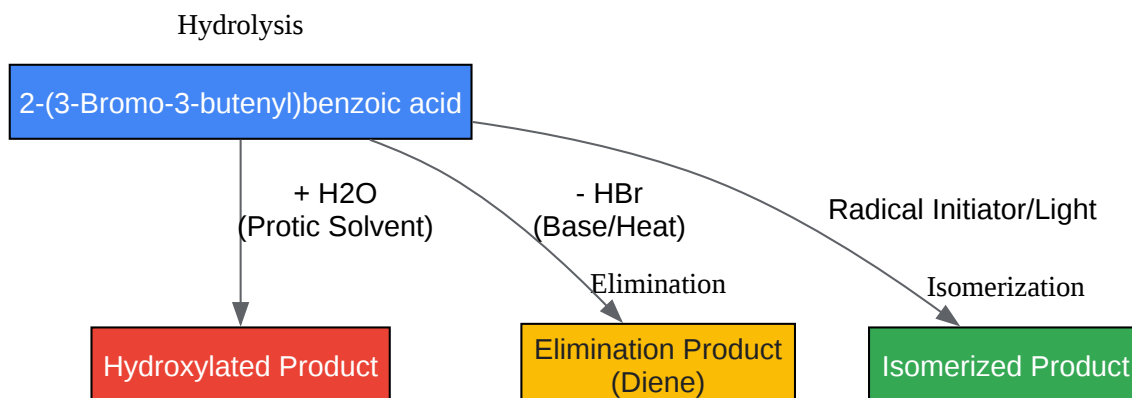 Hydrolysis
2-(3-Bromo-3-butenyl)benzoic acid
+ H2O
(Protic Solvent)
- HBr
(Base/Heat)
Radical Initiator/Light
Elimination
Isomerization
Hydroxylated Product
Elimination Product
(Diene)
Isomerized Product